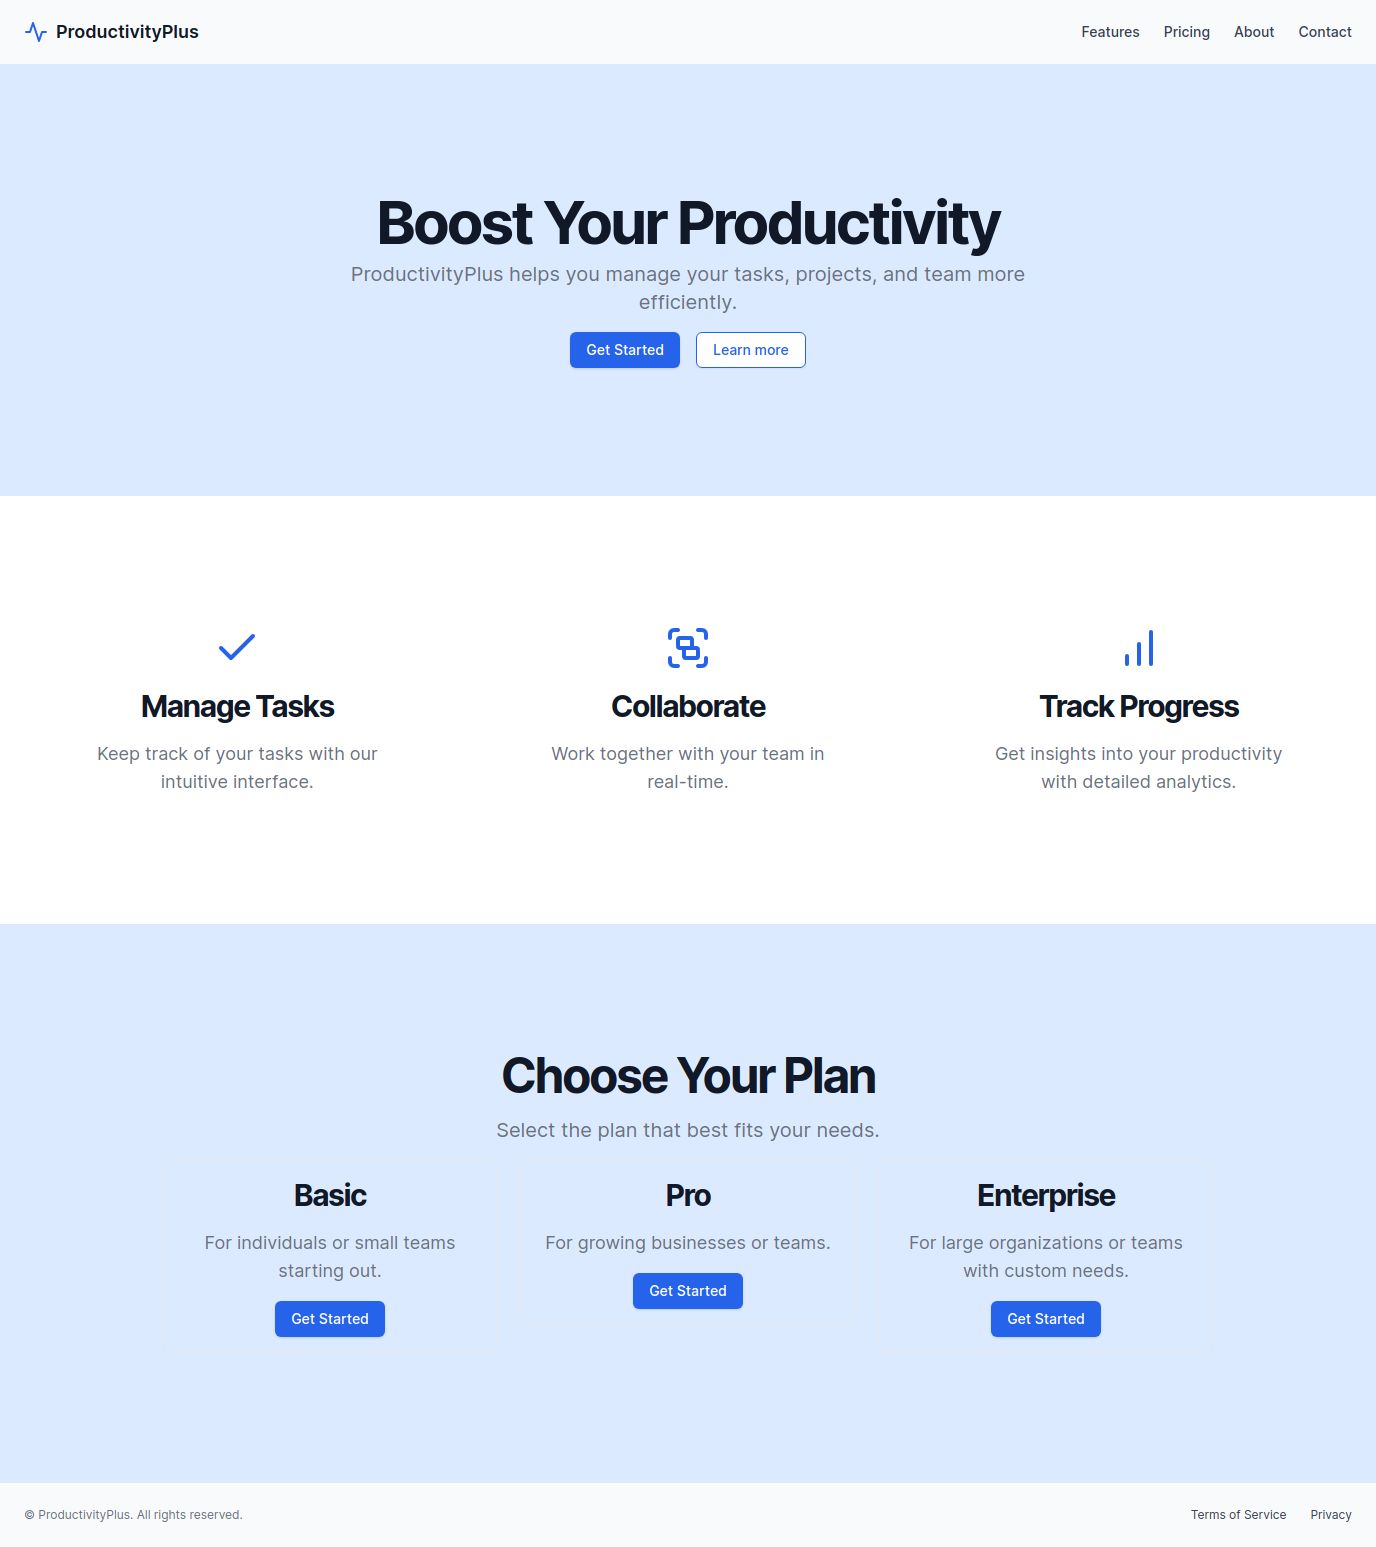 ProductivityPlus
Features
Pricing
About
Contact
Boost Your Productivity
ProductivityPlus helps you manage your tasks, projects, and team more
efficiently.
Get Started
Learn more
Manage Tasks
Keep track of your tasks with our
intuitive interface.
Collaborate
Work together with your team in
real-time.
Track Progress
Get insights into your productivity
with detailed analytics.
Choose Your Plan
Select the plan that best fits your needs.
Basic
For individuals or small teams
starting out.
Get Started
Pro
For growing businesses or teams.
Get Started
Enterprise
For large organizations or teams
with custom needs.
Get Started
© ProductivityPlus. All rights reserved.
Terms of Service
Privacy